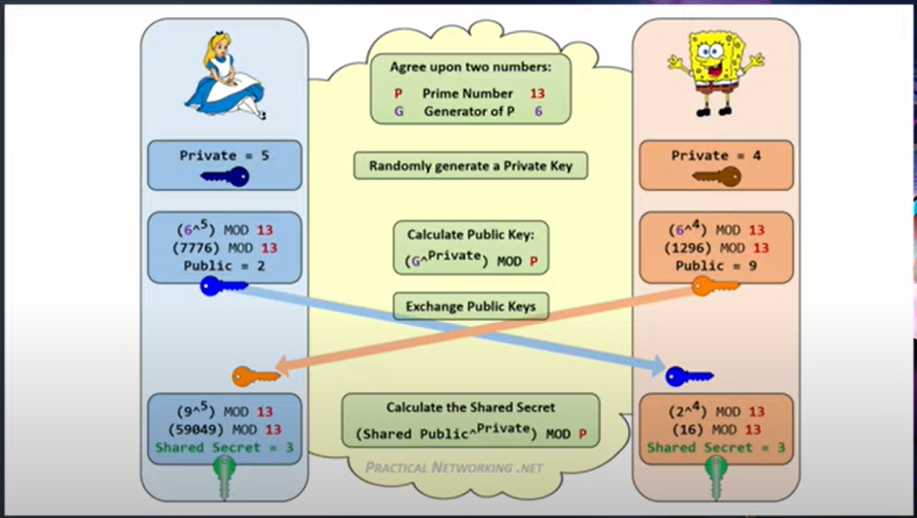 Agree upon two numbers:
P Prime Number 13
G Generator of P 6
Private = 5
Randomly generate a Private Key
Private = 4
(6^5) MOD 13
(7776) MOD 13
Public = 2
Calculate Public Key:
(G^Private) MOD P
(6^4) MOD 13
(1296) MOD 13
Public = 9
Exchange Public Keys
(9^5) MOD 13
(59049) MOD 13
Shared Secret = 3
Calculate the Shared Secret
(Shared Public^Private) MOD P
(2^4) MOD 13
(16) MOD 13
Shared Secret = 3
PRACTICAL NETWORKING .NET